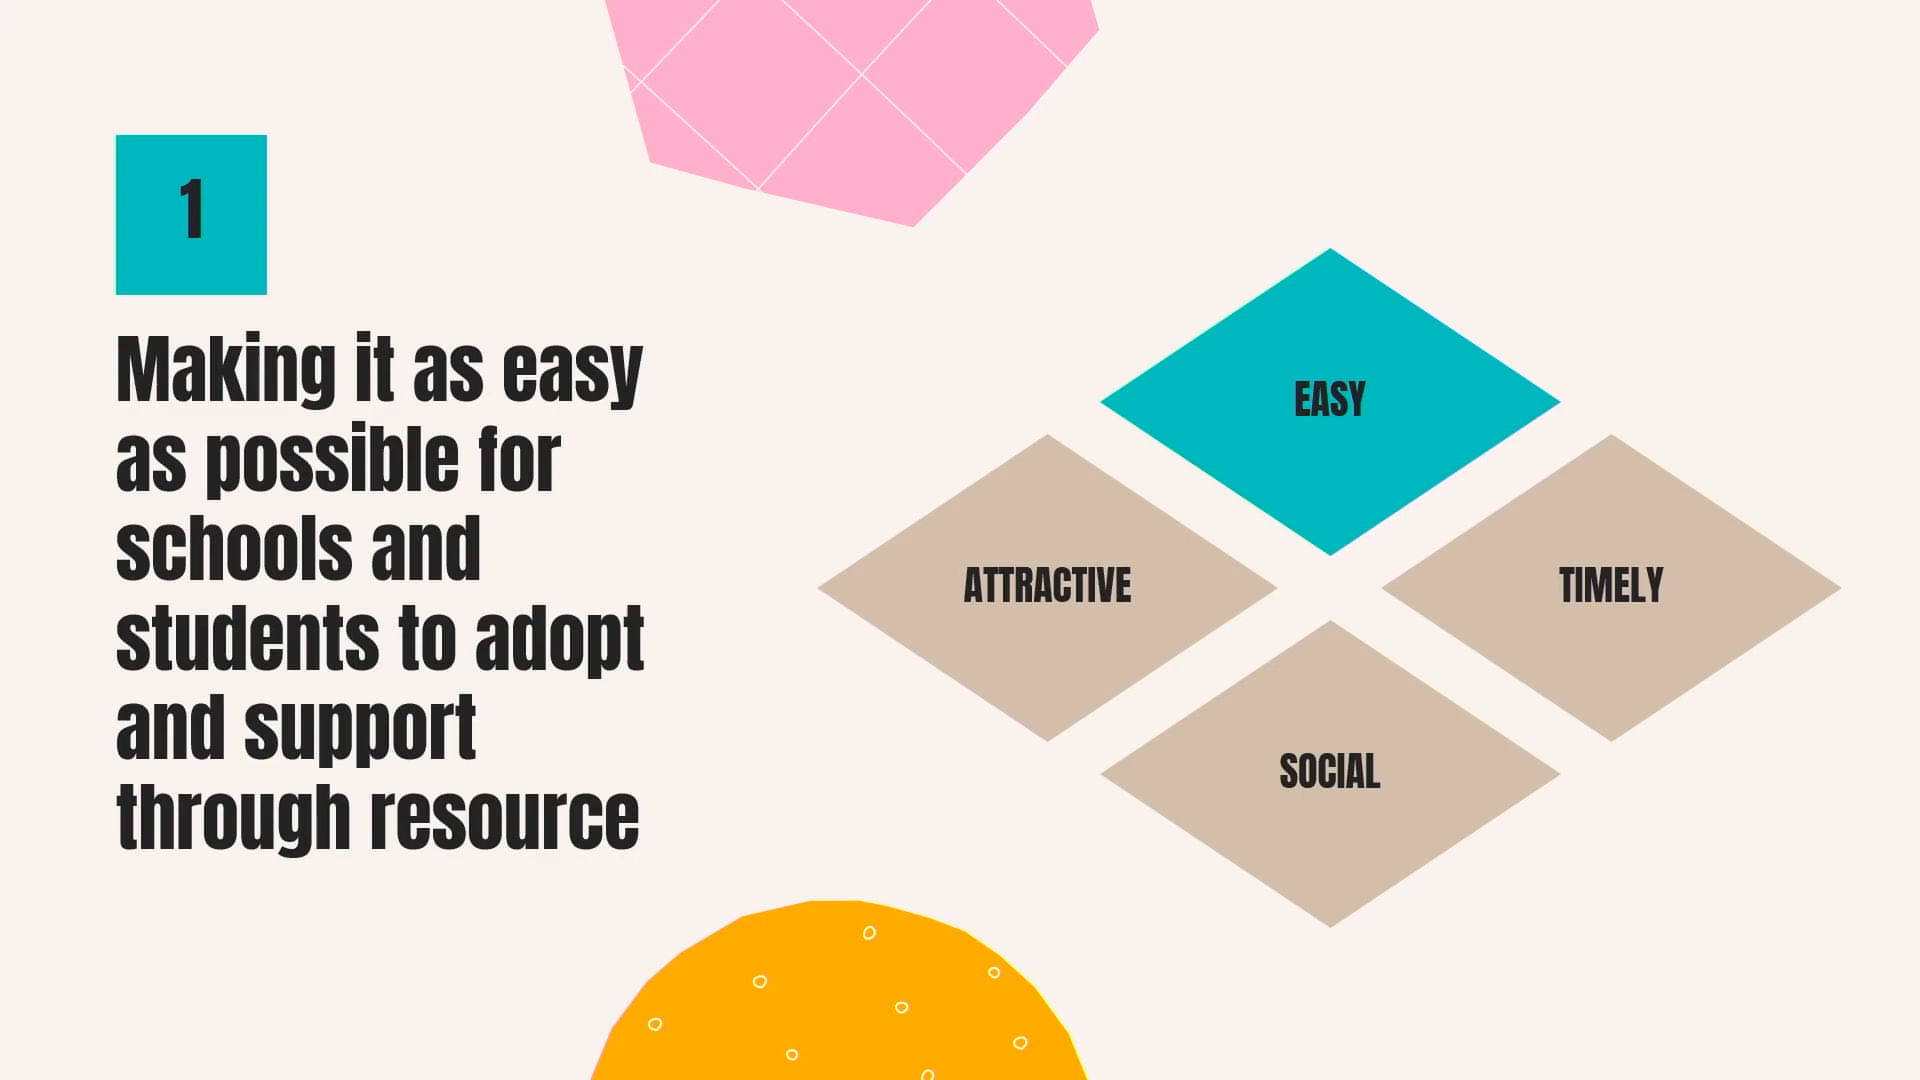 1
Making it as easy
as possible for
schools and
students to adopt
and support
through resource
EASY
ATTRACTIVE
TIMELY
SOCIAL